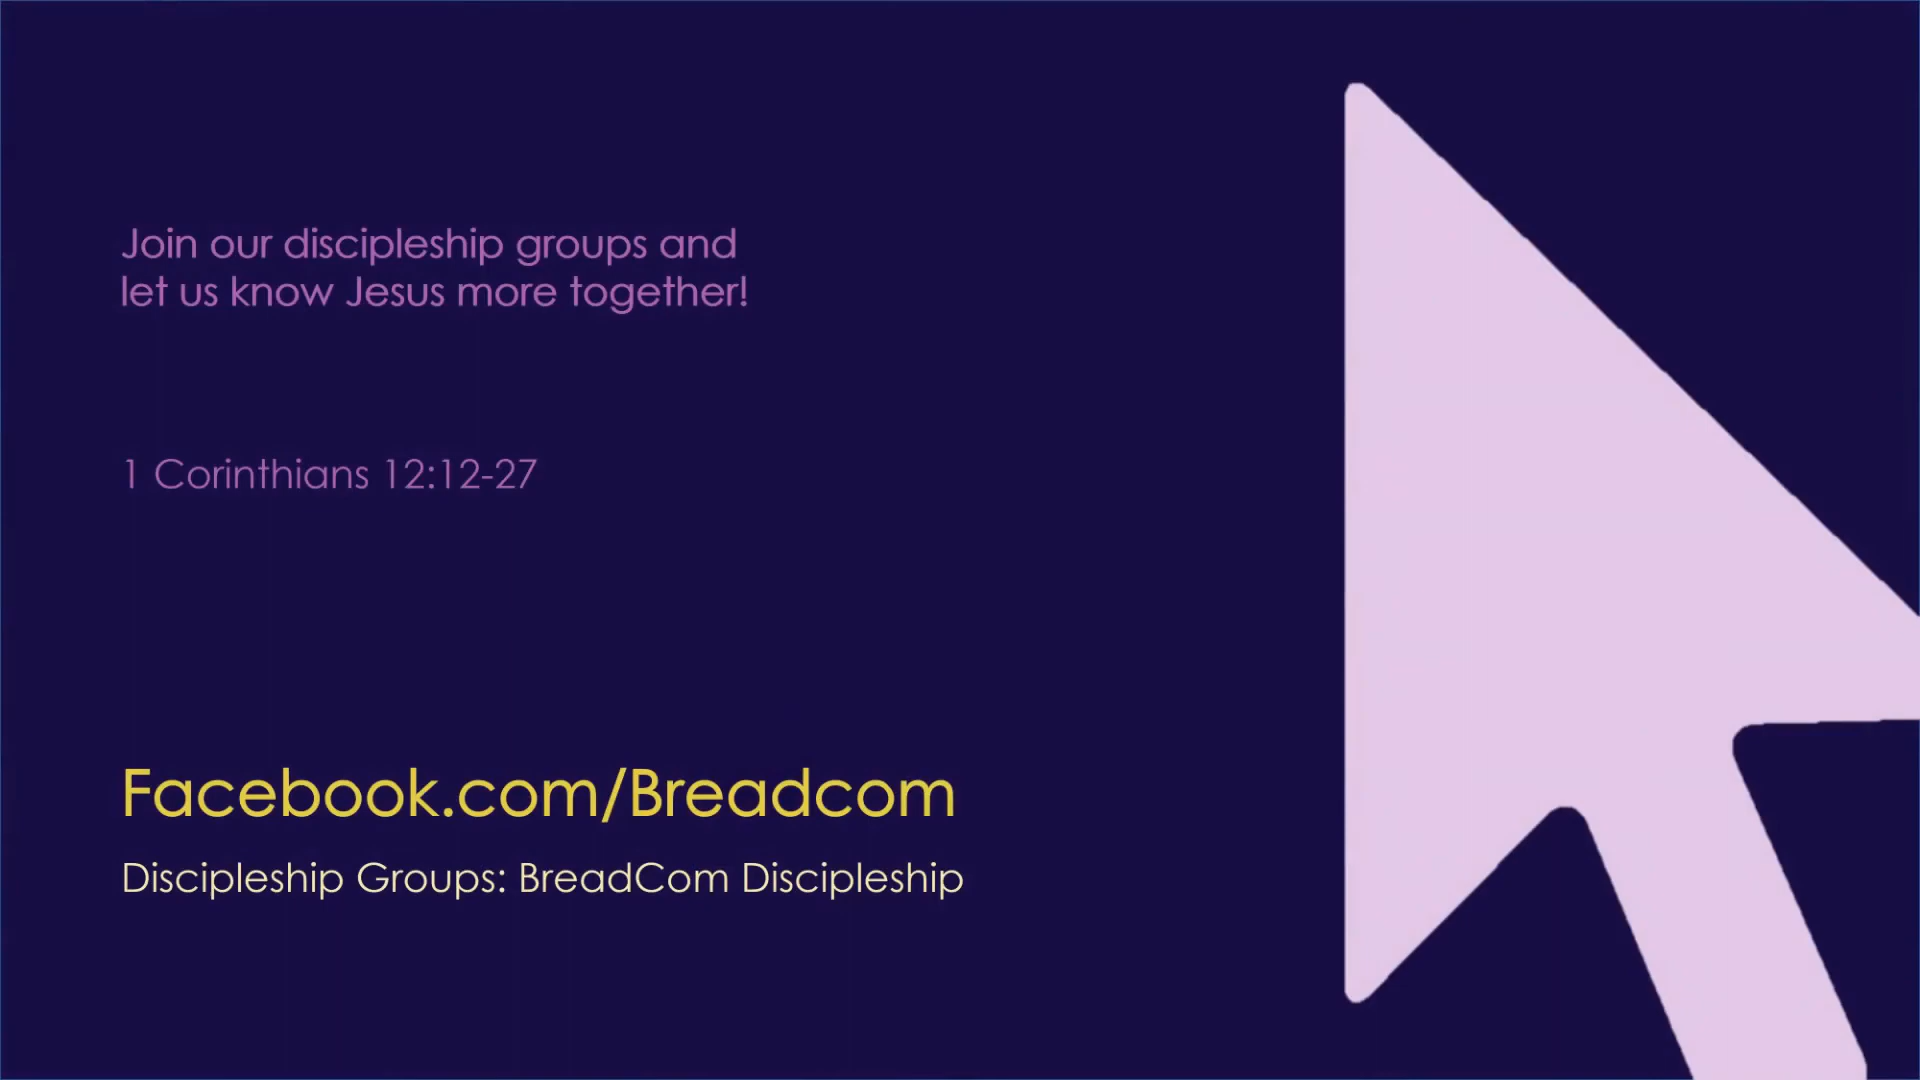 Join our discipleship groups and
let us know Jesus more together!
1 Corinthians 12:12-27
Facebook.com/Breadcom
Discipleship Groups: BreadCom Discipleship